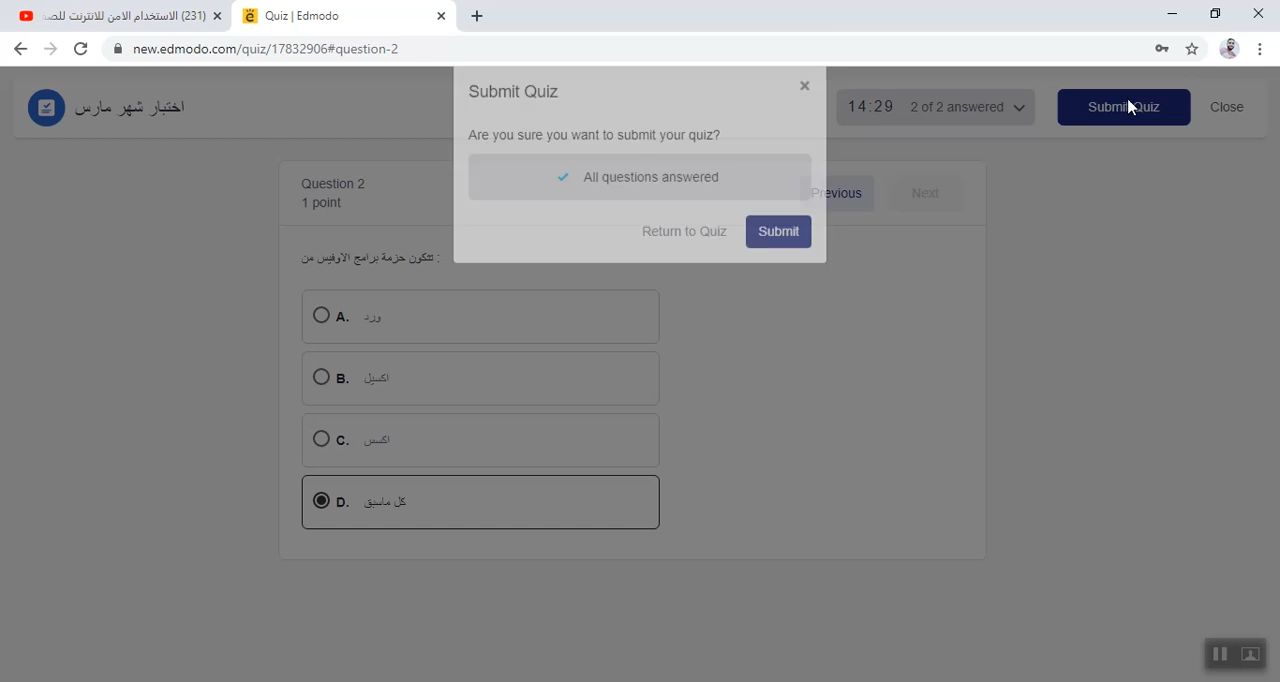 (231) الاستخدام الامن للانترنت للصـ
Quiz | Edmodo
new.edmodo.com/quiz/17832906#question-2
اختبار شهر مارس
14:29 2 of 2 answered
Submit Quiz
Close
Submit Quiz
Are you sure you want to submit your quiz?
All questions answered
Return to Quiz
Submit
Question 2
1 point
Previous
Next
تتكون حزمة برامج الاوفيس من :
A. ورد
B. اكسيل
C. اكسس
D. كل ماسبق